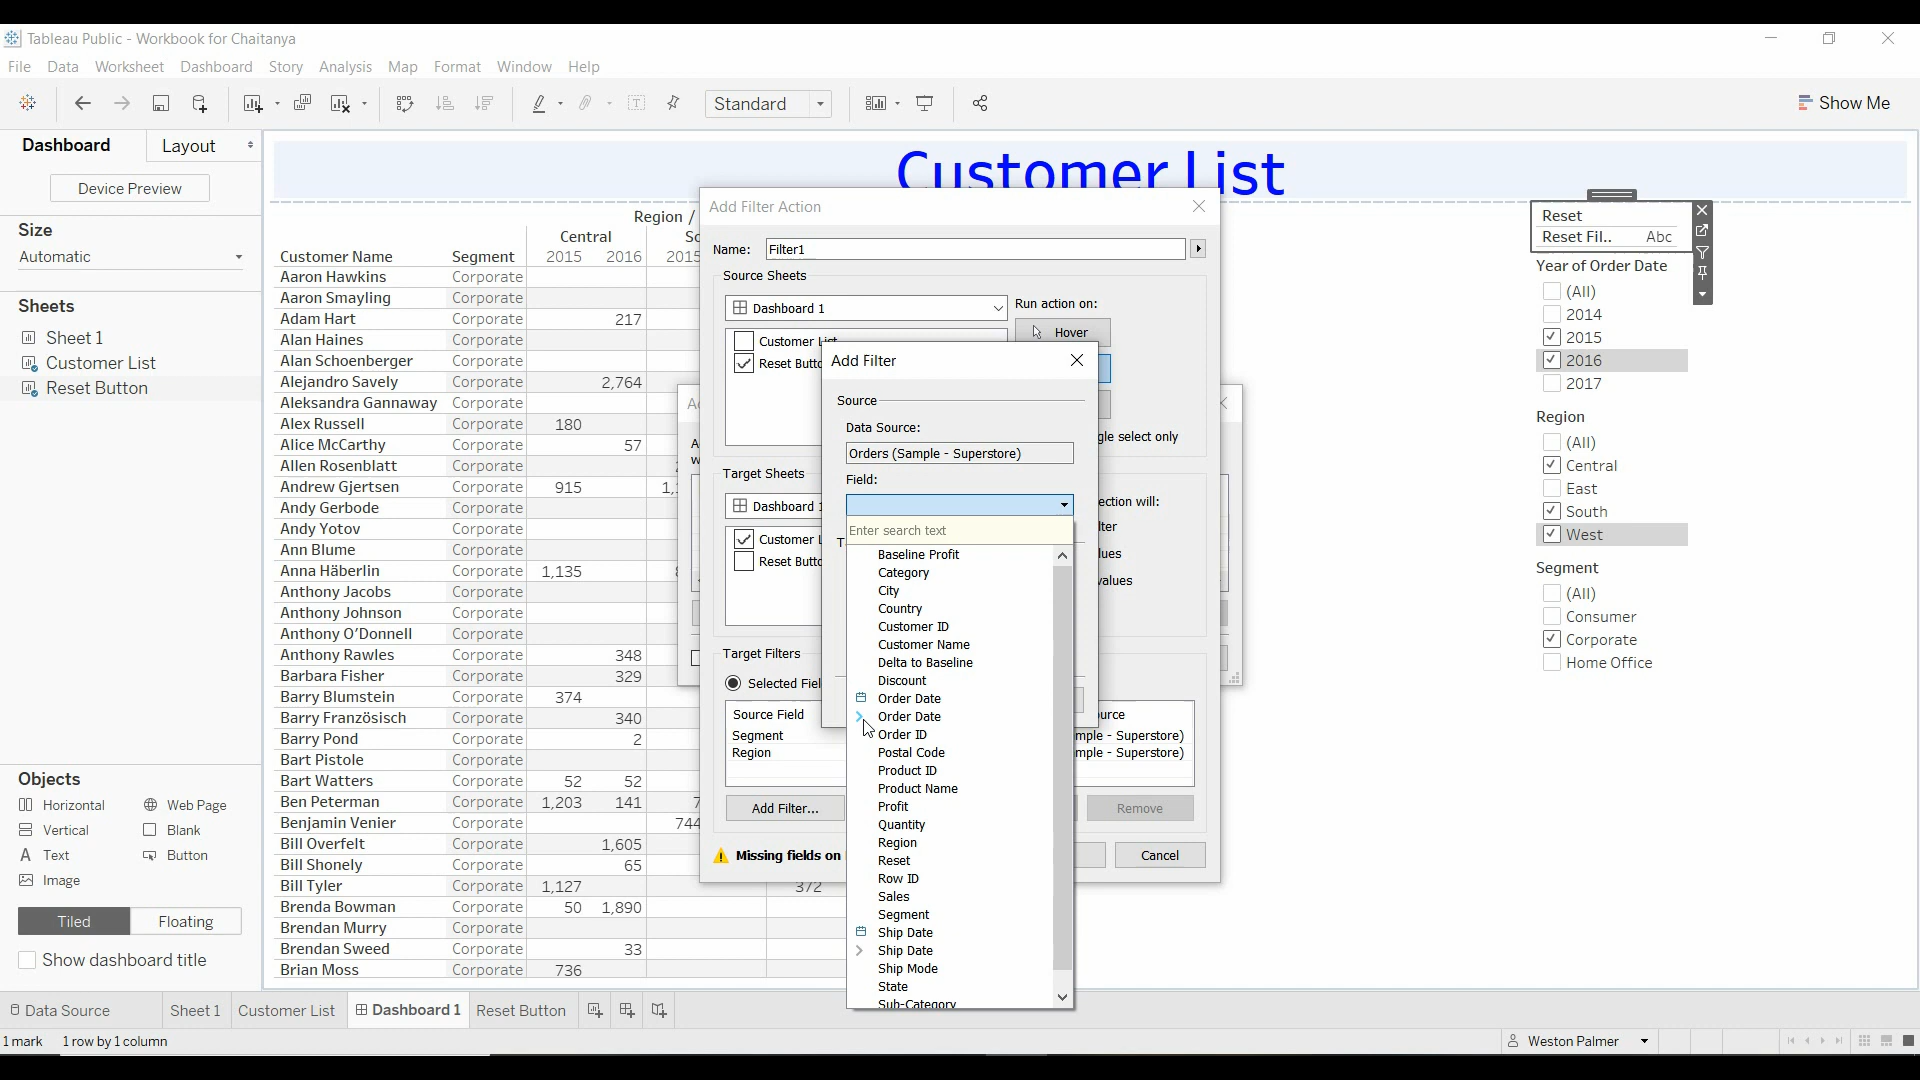 Tableau Public - Workbook for Chaitanya
File Data Worksheet Dashboard Story Analysis Map Format Window Help
Standard
Show Me
Dashboard
Layout
Device Preview
Size
Automatic
Sheets
Sheet 1
Customer List
Reset Button
Objects
Horizontal
Web Page
Vertical
Blank
Text
Button
Image
Tiled
Floating
Show dashboard title
Customer List
Region /
Central
Customer Name Segment 2015 2016 2015
Aaron Hawkins Corporate
Aaron Smayling Corporate
Adam Hart Corporate 217
Alan Haines Corporate
Alan Schoenberger Corporate
Alejandro Savely Corporate 2,764
Aleksandra Gannaway Corporate
Alex Russell Corporate 180
Alice McCarthy Corporate 57
Allen Rosenblatt Corporate
Andrew Gjertsen Corporate 915
Andy Gerbode Corporate
Andy Yotov Corporate
Ann Blume Corporate
Anna Häberlin Corporate 1,135
Anthony Jacobs Corporate
Anthony Johnson Corporate
Anthony O'Donnell Corporate
Anthony Rawles Corporate 348
Barbara Fisher Corporate 329
Barry Blumstein Corporate 374
Barry Französisch Corporate 340
Barry Pond Corporate 2
Bart Pistole Corporate
Bart Watters Corporate 52 52
Ben Peterman Corporate 1,203 141 7
Benjamin Venier Corporate 744
Bill Overfelt Corporate 1,605
Bill Shonely Corporate 65
Bill Tyler Corporate 1,127 372
Brenda Bowman Corporate 50 1,890
Brendan Murry Corporate
Brendan Sweed Corporate 33
Brian Moss Corporate 736
Add Filter Action
Name: Filter1
Source Sheets
Dashboard 1
Customer List
Reset Butto
Run action on:
Hover
gle select only
Target Sheets
Dashboard 1
Customer L
Reset Butto
ection will:
lter
lues
values
Target Filters
Selected Fiel
Source Field
ource
Segment
mple - Superstore)
Region
mple - Superstore)
Add Filter...
Remove
Missing fields on
Cancel
Add Filter
Source
Data Source:
Orders (Sample - Superstore)
Field:
Enter search text
Baseline Profit
Category
City
Country
Customer ID
Customer Name
Delta to Baseline
Discount
Order Date
Order Date
Order ID
Postal Code
Product ID
Product Name
Profit
Quantity
Region
Reset
Row ID
Sales
Segment
Ship Date
Ship Date
Ship Mode
State
Sub-Category
Reset
Reset Fil.. Abc
Year of Order Date
(All)
2014
2015
2016
2017
Region
(All)
Central
East
South
West
Segment
(All)
Consumer
Corporate
Home Office
Data Source Sheet 1 Customer List Dashboard 1 Reset Button
1 mark 1 row by 1 column
Weston Palmer